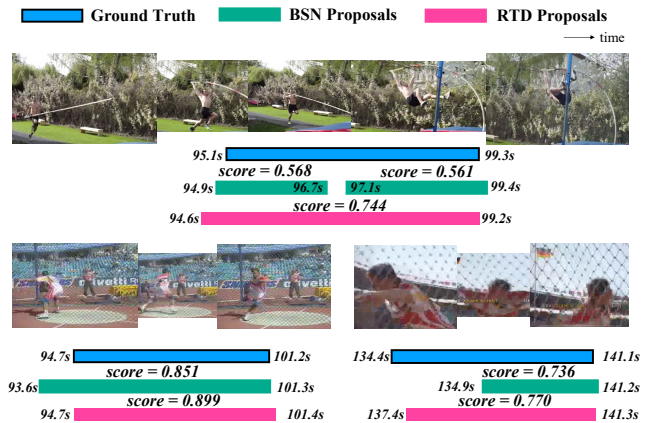 Ground Truth BSN Proposals RTD Proposals
time
95.1s 99.3s
score = 0.568 score = 0.561
94.9s 96.7s 97.1s 99.4s
score = 0.744
94.6s 99.2s
94.7s 101.2s 134.4s 141.1s
score = 0.851 score = 0.736
93.6s 101.3s 134.9s 141.2s
score = 0.899 score = 0.770
94.7s 101.4s 137.4s 141.3s